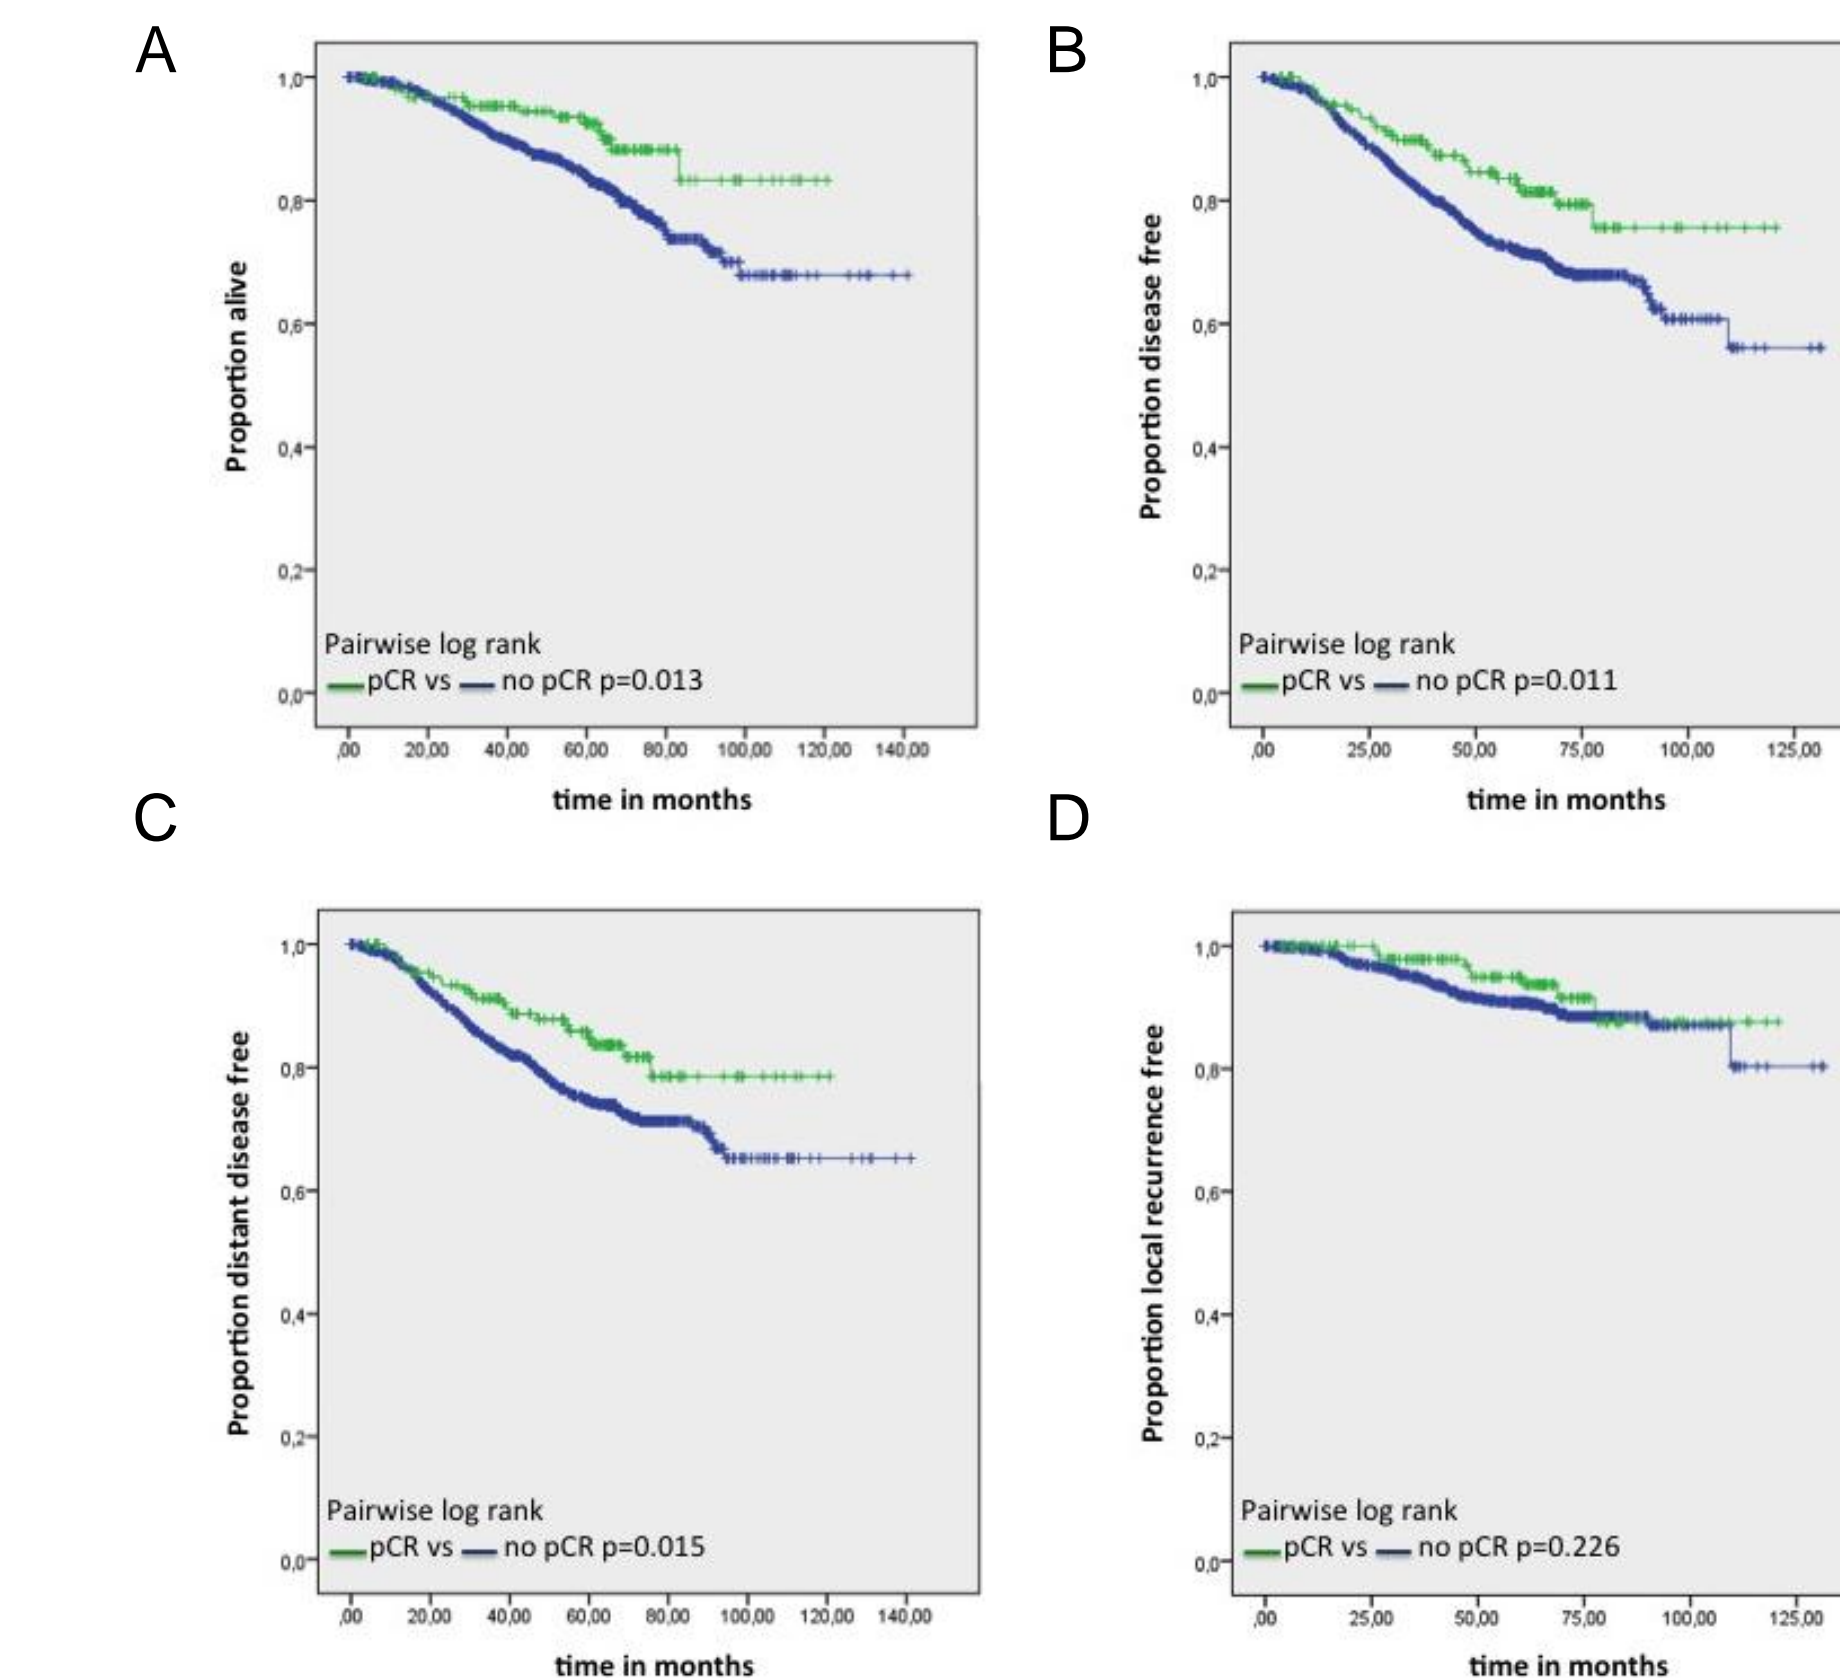 A
Proportion alive
1,0
0,8
0,6
0,4
0,2
0,0
Pairwise log rank
pCR vs no pCR p=0.013
,00 20,00 40,00 60,00 80,00 100,00 120,00 140,00
time in months
B
Proportion disease free
1,0
0,8
0,6
0,4
0,2
0,0
Pairwise log rank
pCR vs no pCR p=0.011
,00 25,00 50,00 75,00 100,00 125,00
time in months
C
Proportion distant disease free
1,0
0,8
0,6
0,4
0,2
0,0
Pairwise log rank
pCR vs no pCR p=0.015
,00 20,00 40,00 60,00 80,00 100,00 120,00 140,00
time in months
D
Proportion local recurrence free
1,0
0,8
0,6
0,4
0,2
0,0
Pairwise log rank
pCR vs no pCR p=0.226
,00 25,00 50,00 75,00 100,00 125,00
time in months